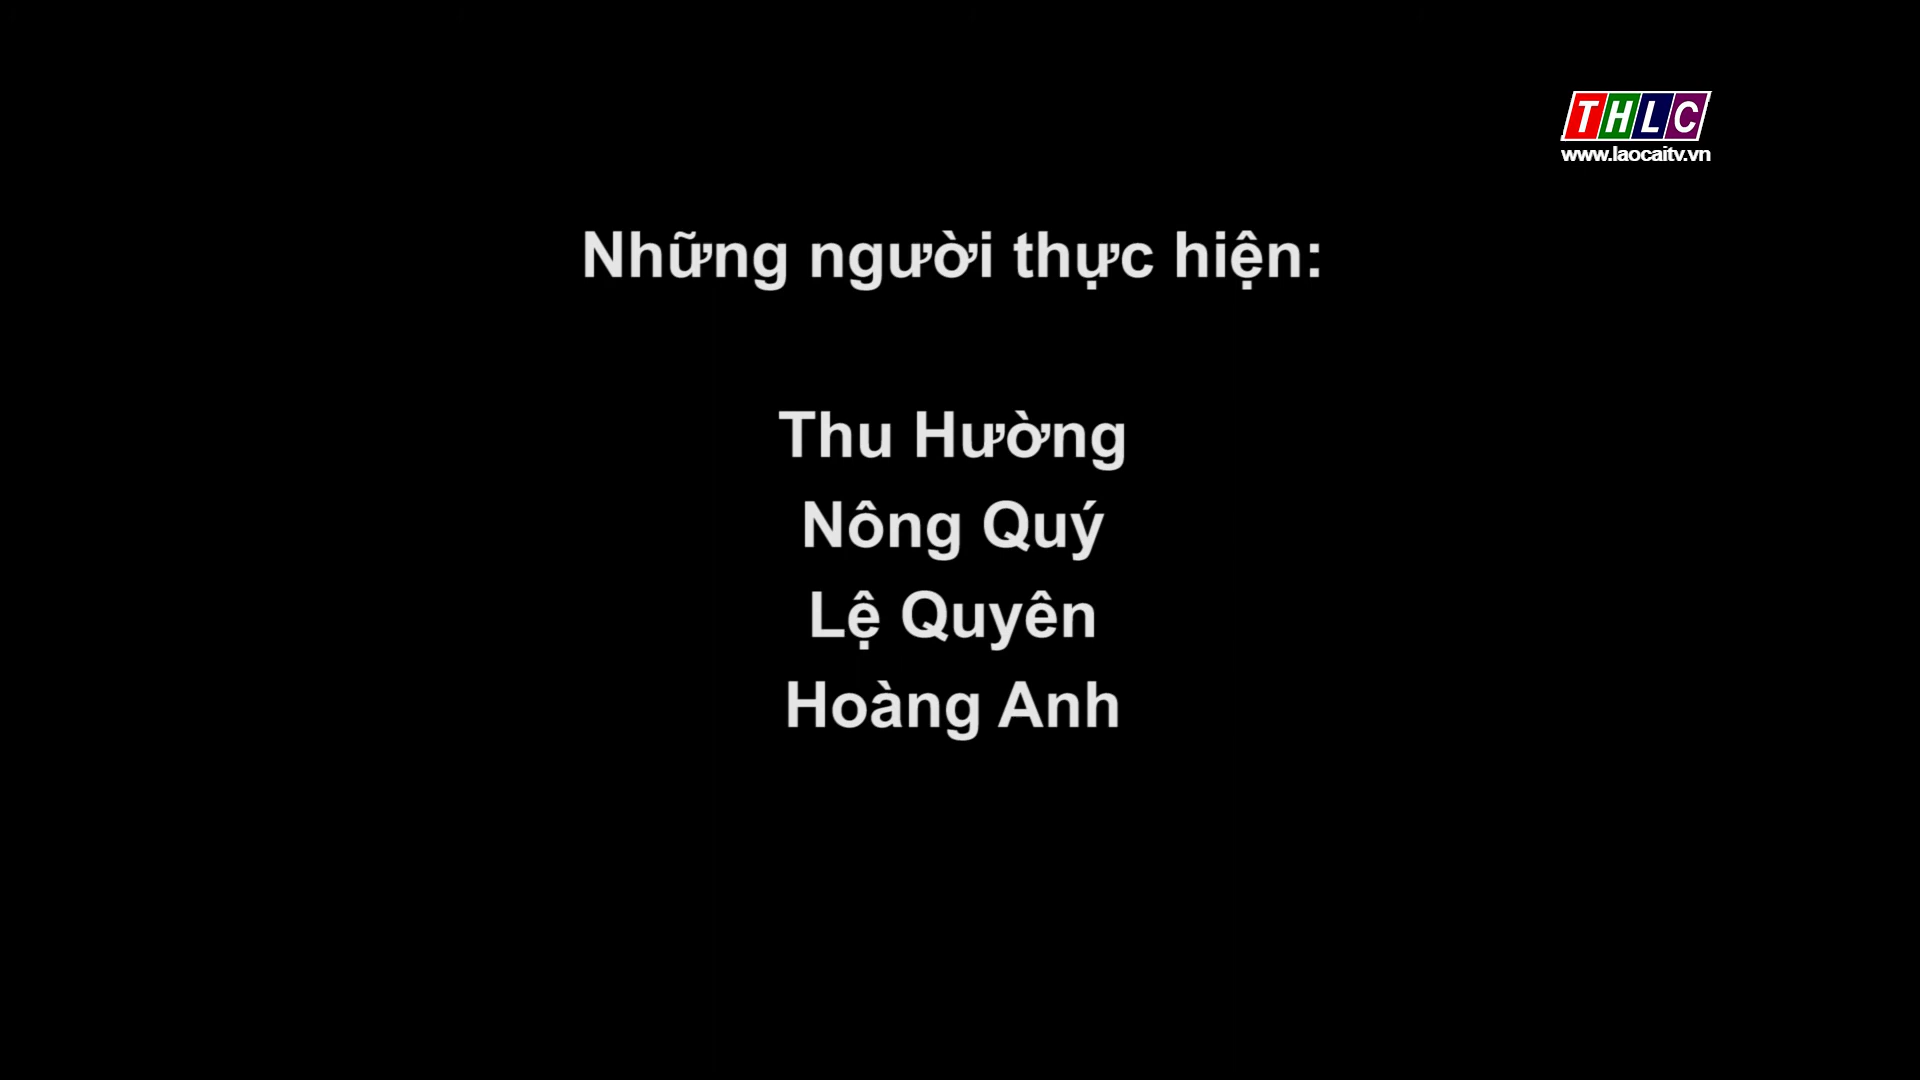 THLC
www.laocaitv.vn
Những người thực hiện:
Thu Hường
Nông Quý
Lệ Quyên
Hoàng Anh